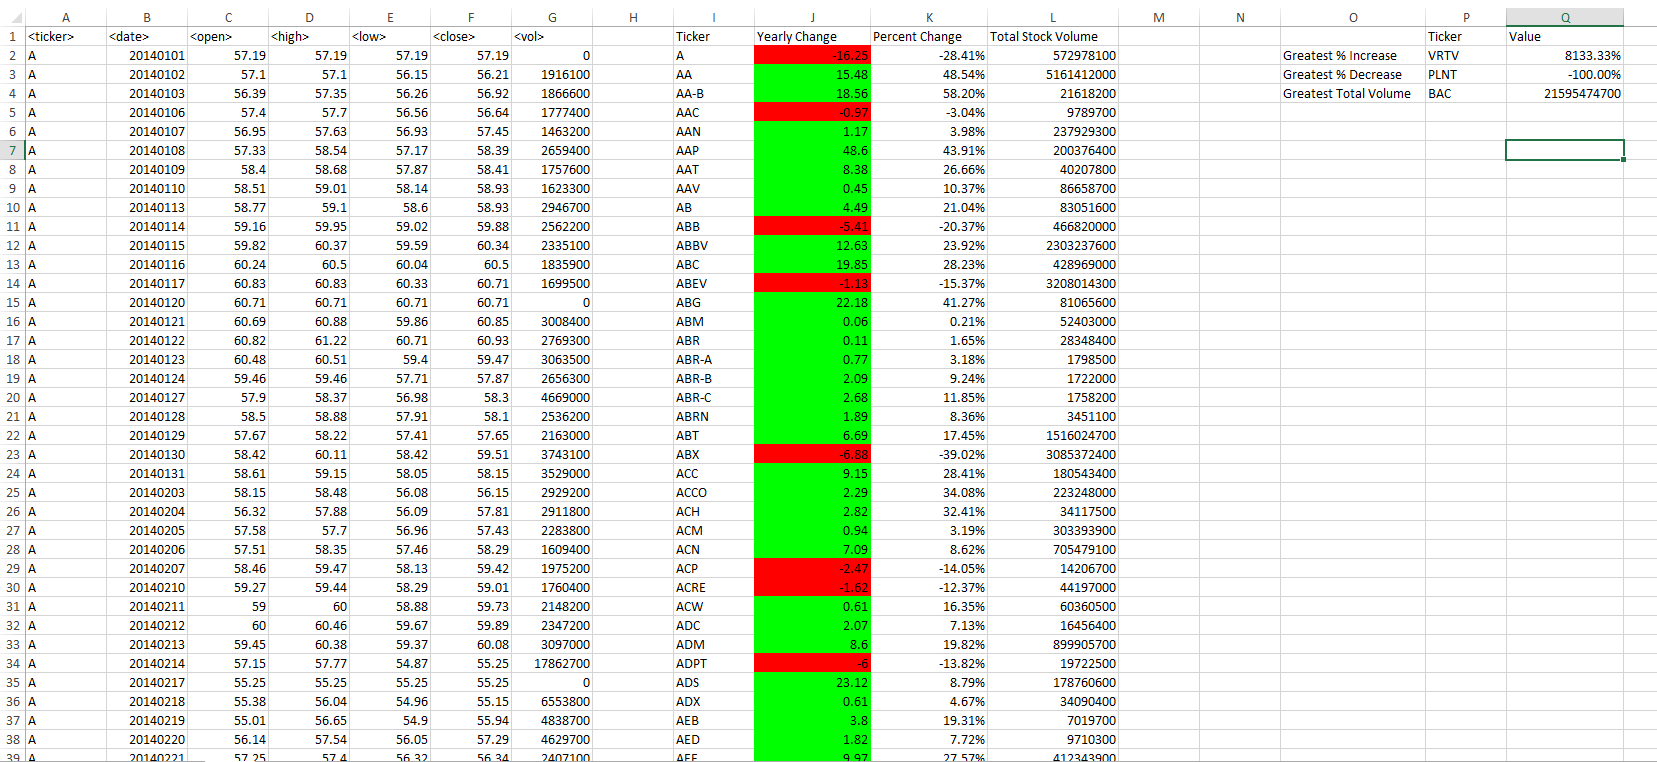 A B C D E F G H I J K L M N O P Q
1 <ticker> <date> <open> <high> <low> <close> <vol> Ticker Yearly Change Percent Change Total Stock Volume Ticker Value
2 A 20140101 57.19 57.19 57.19 57.19 0 A -16.25 -28.41% 572978100 Greatest % Increase VRTV 8133.33%
3 A 20140102 57.1 57.1 56.15 56.21 1916100 AA 15.48 48.54% 5161412000 Greatest % Decrease PLNT -100.00%
4 A 20140103 56.39 57.35 56.26 56.92 1866600 AA-B 18.56 58.20% 21618200 Greatest Total Volume BAC 21595474700
5 A 20140106 57.4 57.7 56.56 56.64 1777400 AAC -0.97 -3.04% 9789700
6 A 20140107 56.95 57.63 56.93 57.45 1463200 AAN 1.17 3.98% 237929300
7 A 20140108 57.33 58.54 57.17 58.39 2659400 AAP 48.6 43.91% 200376400
8 A 20140109 58.4 58.68 57.87 58.41 1757600 AAT 8.38 26.66% 40207800
9 A 20140110 58.51 59.01 58.14 58.93 1623300 AAV 0.45 10.37% 86658700
10 A 20140113 58.77 59.1 58.6 58.93 2946700 AB 4.49 21.04% 83051600
11 A 20140114 59.16 59.95 59.02 59.88 2562200 ABB -5.41 -20.37% 466820000
12 A 20140115 59.82 60.37 59.59 60.34 2335100 ABBV 12.63 23.92% 2303237600
13 A 20140116 60.24 60.5 60.04 60.5 1835900 ABC 19.85 28.23% 428969000
14 A 20140117 60.83 60.83 60.33 60.71 1699500 ABEV -1.13 -15.37% 3208014300
15 A 20140120 60.71 60.71 60.71 60.71 0 ABG 22.18 41.27% 81065600
16 A 20140121 60.69 60.88 59.86 60.85 3008400 ABM 0.06 0.21% 52403000
17 A 20140122 60.82 61.22 60.71 60.93 2769300 ABR 0.11 1.65% 28348400
18 A 20140123 60.48 60.51 59.4 59.47 3063500 ABR-A 0.77 3.18% 1798500
19 A 20140124 59.46 59.46 57.71 57.87 2656300 ABR-B 2.09 9.24% 1722000
20 A 20140127 57.9 58.37 56.98 58.3 4669000 ABR-C 2.68 11.85% 1758200
21 A 20140128 58.5 58.88 57.91 58.1 2536200 ABRN 1.89 8.36% 3451100
22 A 20140129 57.67 58.22 57.41 57.65 2163000 ABT 6.69 17.45% 1516024700
23 A 20140130 58.42 60.11 58.42 59.51 3743100 ABX -6.88 -39.02% 3085372400
24 A 20140131 58.61 59.15 58.05 58.15 3529000 ACC 9.15 28.41% 180543400
25 A 20140203 58.15 58.48 56.08 56.15 2929200 ACCO 2.29 34.08% 223248000
26 A 20140204 56.32 57.88 56.09 57.81 2911800 ACH 2.82 32.41% 34117500
27 A 20140205 57.58 57.7 56.96 57.43 2283800 ACM 0.94 3.19% 303393900
28 A 20140206 57.51 58.35 57.46 58.29 1609400 ACN 7.09 8.62% 705479100
29 A 20140207 58.46 59.47 58.13 59.42 1975200 ACP -2.47 -14.05% 14206700
30 A 20140210 59.27 59.44 58.29 59.01 1760400 ACRE -1.62 -12.37% 44197000
31 A 20140211 59 60 58.88 59.73 2148200 ACW 0.61 16.35% 60360500
32 A 20140212 60 60.46 59.67 59.89 2347200 ADC 2.07 7.13% 16456400
33 A 20140213 59.45 60.38 59.37 60.08 3097000 ADM 8.6 19.82% 899905700
34 A 20140214 57.15 57.77 54.87 55.25 17862700 ADPT -6 -13.82% 19722500
35 A 20140217 55.25 55.25 55.25 55.25 0 ADS 23.12 8.79% 178760600
36 A 20140218 55.38 56.04 54.96 55.15 6553800 ADX 0.61 4.67% 34090400
37 A 20140219 55.01 56.65 54.9 55.94 4838700 AEB 3.8 19.31% 7019700
38 A 20140220 56.14 57.54 56.05 57.29 4629700 AED 1.82 7.72% 9710300
39 A 20140221 57.25 57.4 56.32 56.34 2407100 AEE 9.97 27.57% 412343900